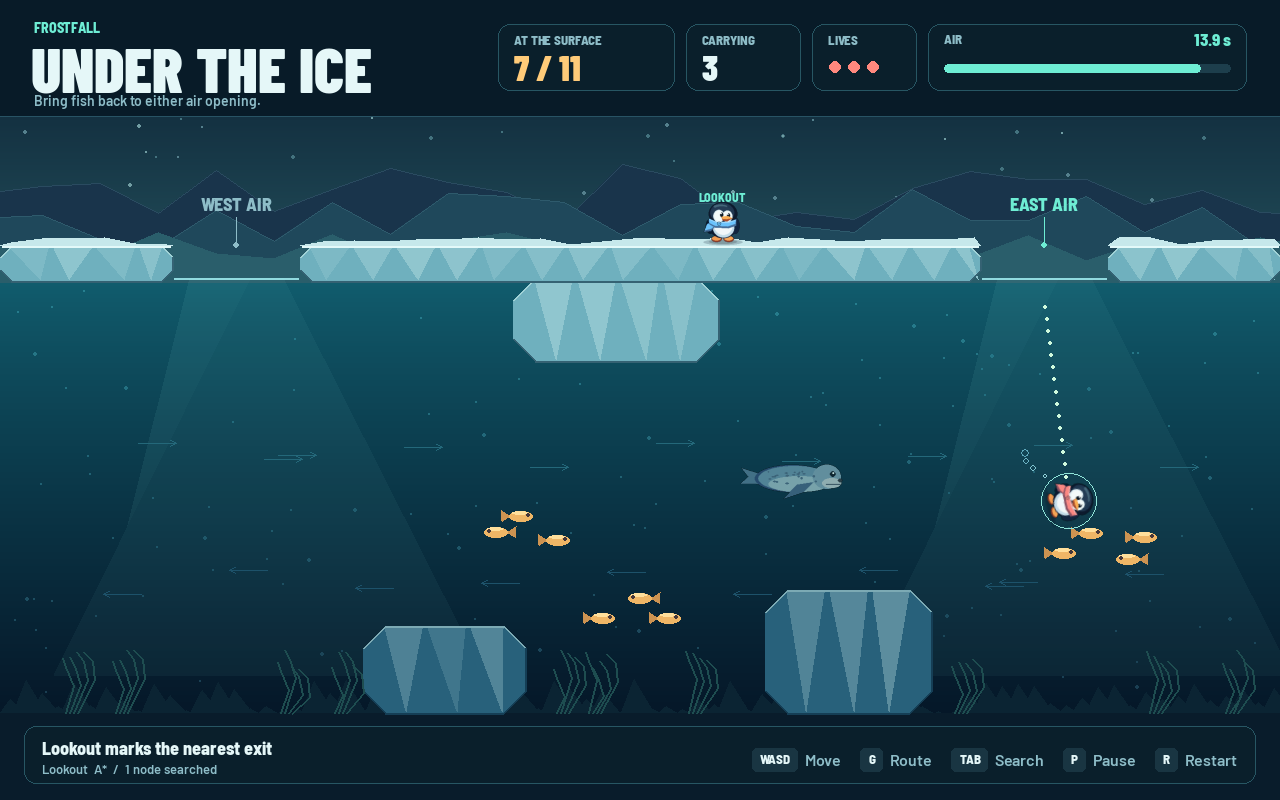 FROSTFALL
UNDER THE ICE
Bring fish back to either air opening.
AT THE SURFACE
7 / 11
CARRYING
3
LIVES
AIR
13.9 s
LOOKOUT
WEST AIR
EAST AIR
Lookout marks the nearest exit
Lookout A* / 1 node searched
WASD Move G Route TAB Search P Pause R Restart